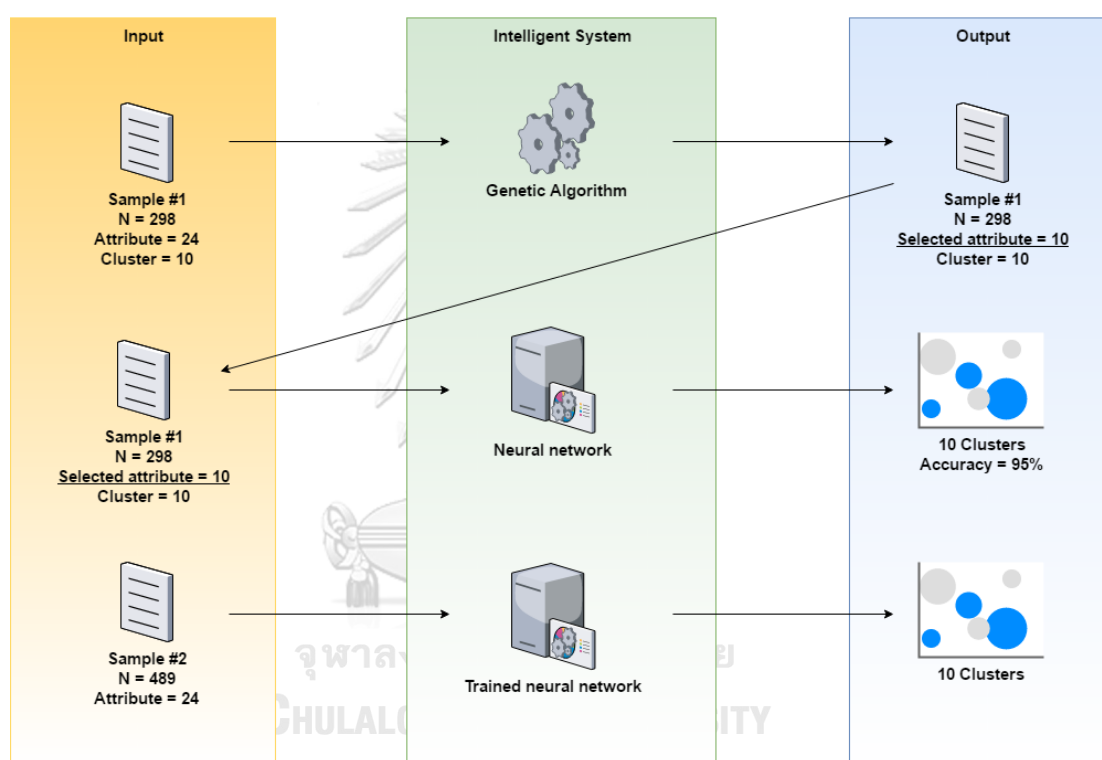 Input
Intelligent System
Output
Sample #1
N = 298
Attribute = 24
Cluster = 10
Genetic Algorithm
Sample #1
N = 298
Selected attribute = 10
Cluster = 10
Sample #1
N = 298
Selected attribute = 10
Cluster = 10
Neural network
10 Clusters
Accuracy = 95%
Sample #2
N = 489
Attribute = 24
Trained neural network
10 Clusters